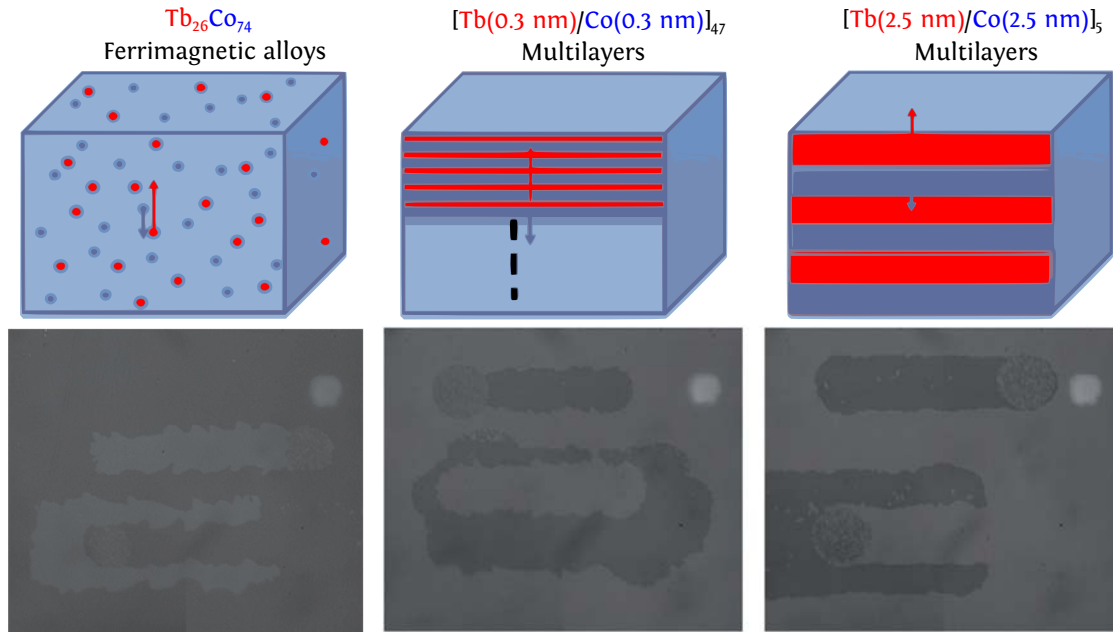 Tb₂₆Co₇₄
Ferrimagnetic alloys
[Tb(0.3 nm)/Co(0.3 nm)]₄₇
Multilayers
[Tb(2.5 nm)/Co(2.5 nm)]₅
Multilayers